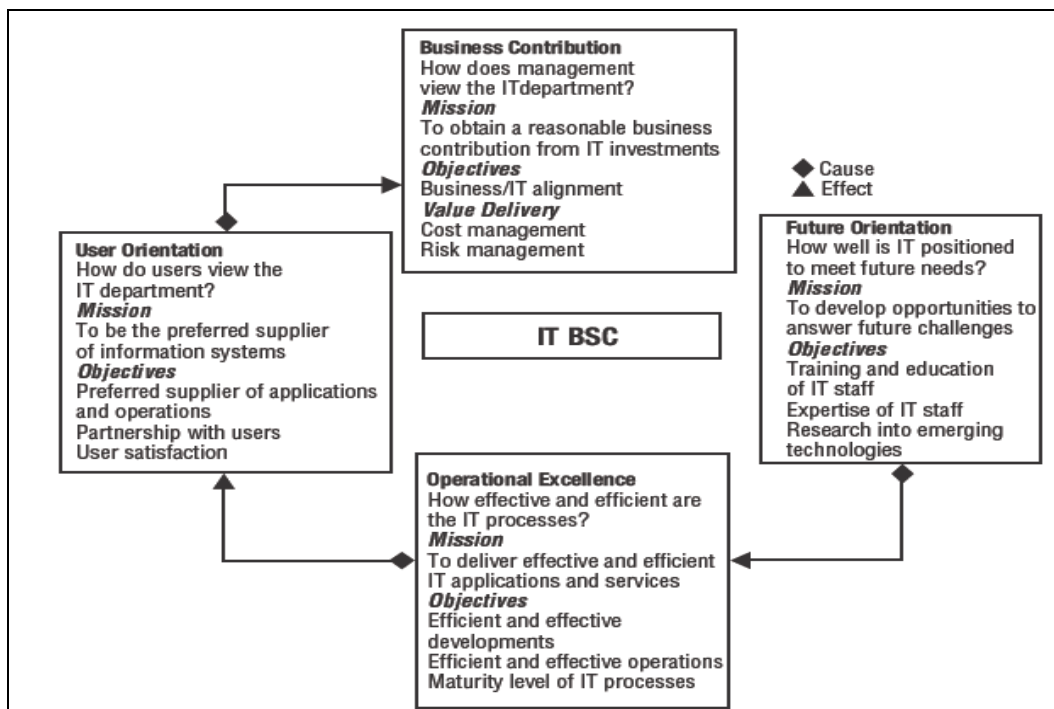 Business Contribution
How does management
view the ITdepartment?
Mission
To obtain a reasonable business
contribution from IT investments
Objectives
Business/IT alignment
Value Delivery
Cost management
Risk management
Cause
Effect
User Orientation
How do users view the
IT department?
Mission
To be the preferred supplier
of information systems
Objectives
Preferred supplier of applications
and operations
Partnership with users
User satisfaction
IT BSC
Future Orientation
How well is IT positioned
to meet future needs?
Mission
To develop opportunities to
answer future challenges
Objectives
Training and education
of IT staff
Expertise of IT staff
Research into emerging
technologies
Operational Excellence
How effective and efficient are
the IT processes?
Mission
To deliver effective and efficient
IT applications and services
Objectives
Efficient and effective
developments
Efficient and effective operations
Maturity level of IT processes